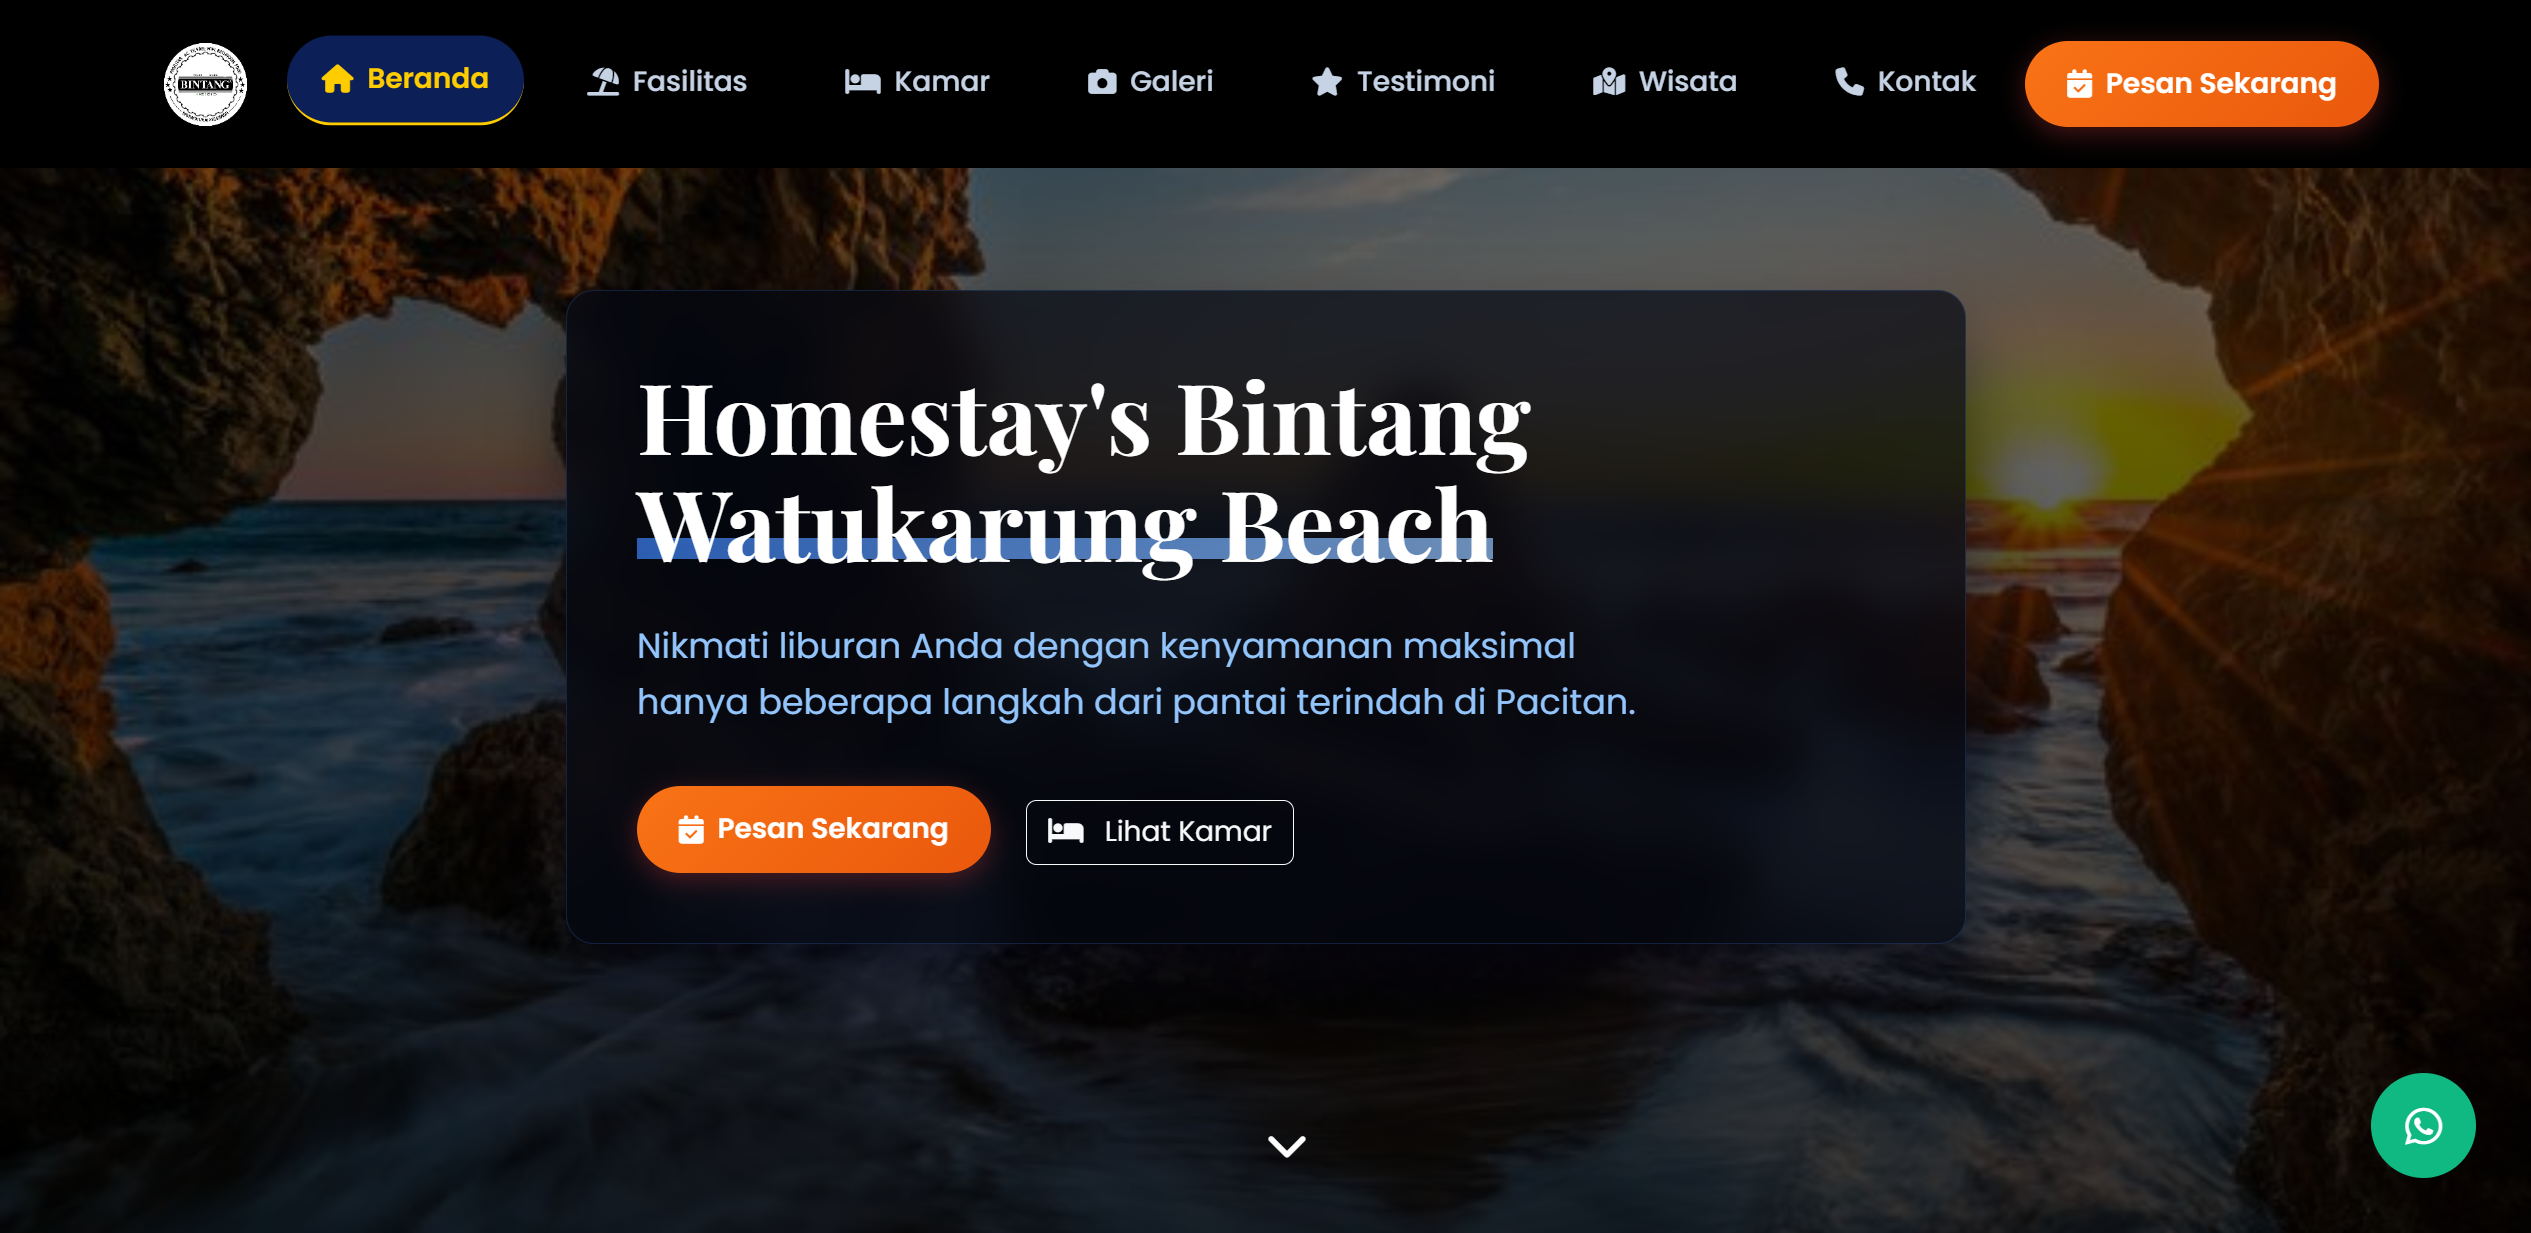 BINTANG
Beranda
Fasilitas
Kamar
Galeri
Testimoni
Wisata
Kontak
Pesan Sekarang
Homestay's Bintang
Watukarung Beach
Nikmati liburan Anda dengan kenyamanan maksimal
hanya beberapa langkah dari pantai terindah di Pacitan.
Pesan Sekarang
Lihat Kamar